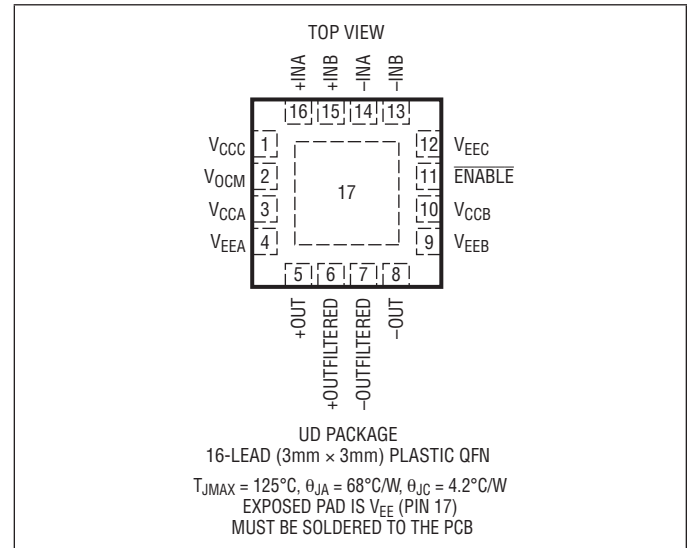 TOP VIEW
+INA
+INB
–INA
–INB
16 15 14 13
VCCC 1
VOCM 2
VCCA 3
VEEA 4
17
12 VEEC
11 ENABLE
10 VCCB
9 VEEB
5 6 7 8
+OUT
+OUTFILTERED
–OUTFILTERED
–OUT
UD PACKAGE
16-LEAD (3mm × 3mm) PLASTIC QFN
TJMAX = 125°C, θJA = 68°C/W, θJC = 4.2°C/W
EXPOSED PAD IS VEE (PIN 17)
MUST BE SOLDERED TO THE PCB